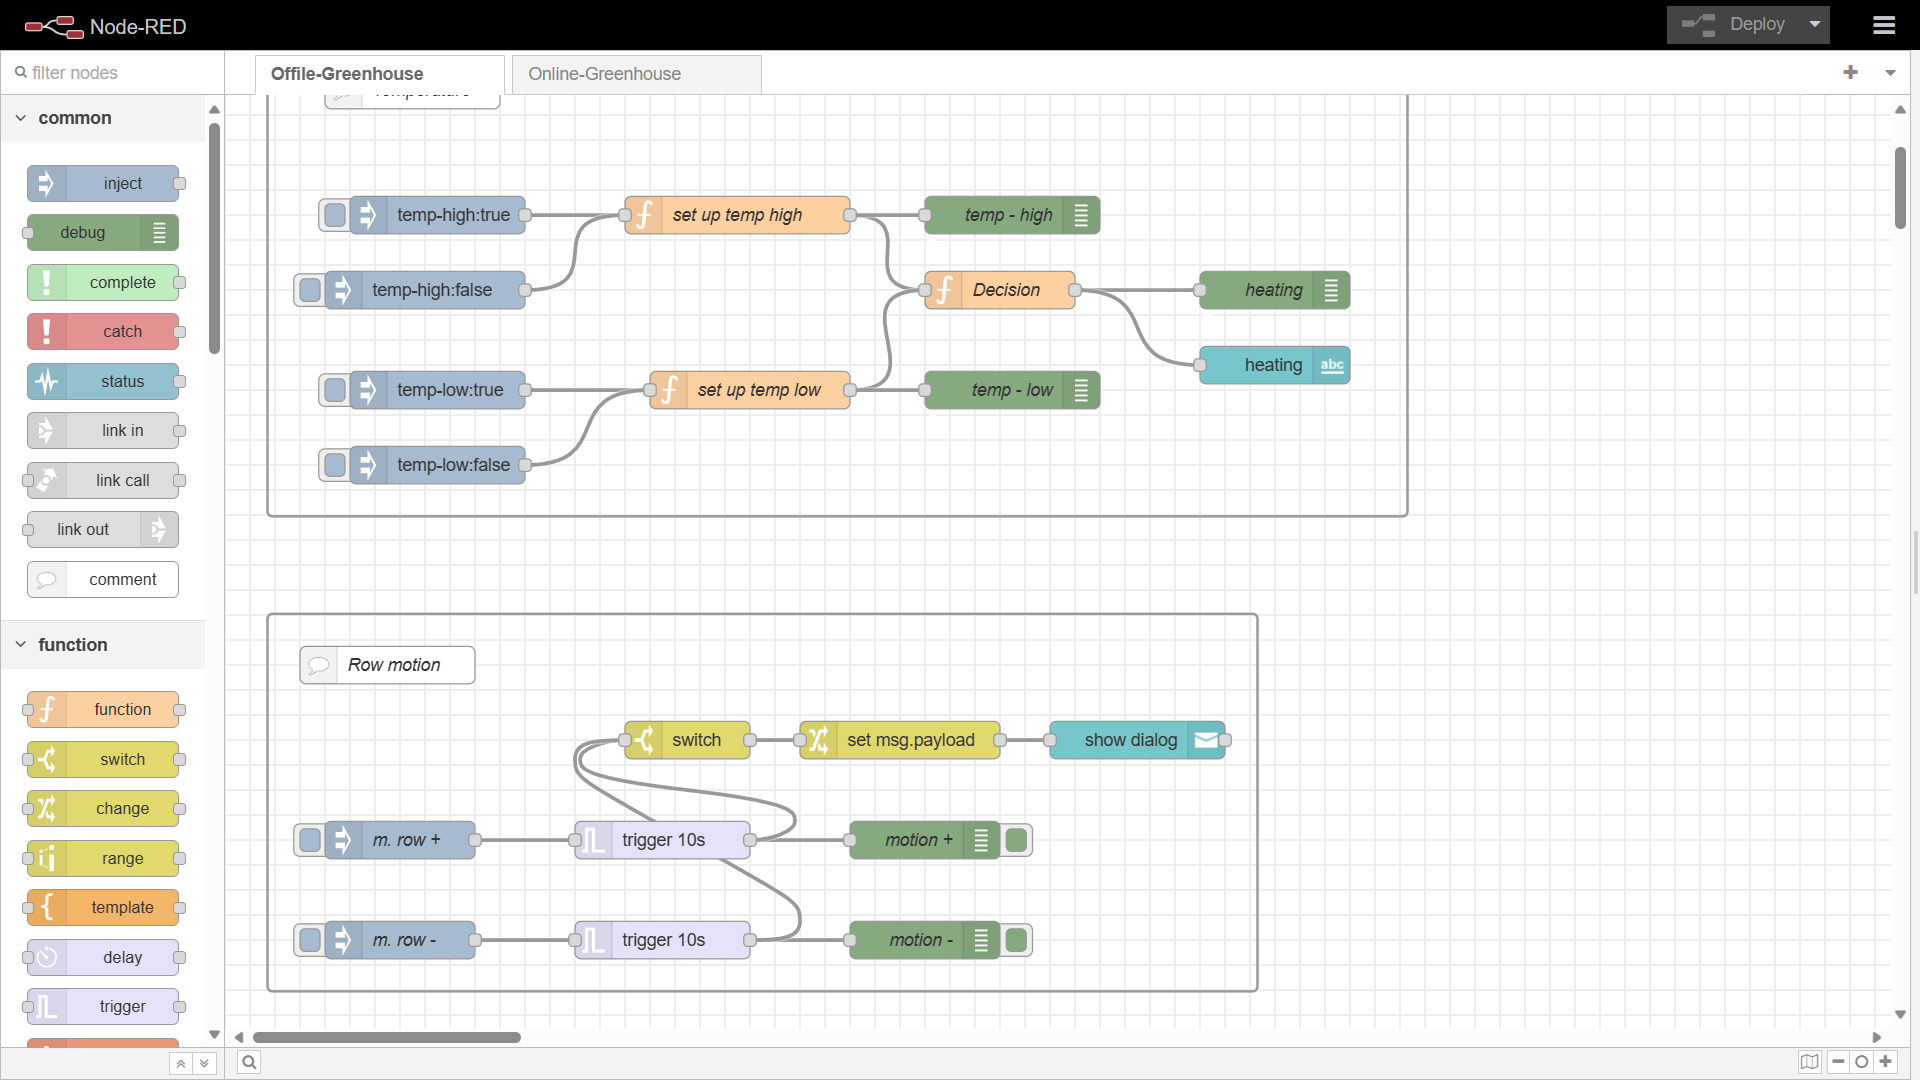 Node-RED
Deploy
filter nodes
Offile-Greenhouse
Online-Greenhouse
common
inject
debug
complete
catch
status
link in
link call
link out
comment
function
function
switch
change
range
template
delay
trigger
temp-high:true
set up temp high
temp - high
temp-high:false
Decision
heating
heating
abc
temp-low:true
set up temp low
temp - low
temp-low:false
Row motion
switch
set msg.payload
show dialog
m. row +
trigger 10s
motion +
m. row -
trigger 10s
motion -